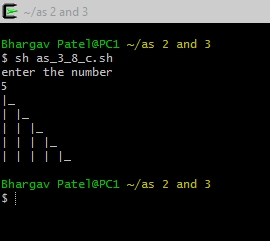 ~/as 2 and 3
Bhargav Patel@PC1 ~/as 2 and 3
$ sh as_3_8_c.sh
enter the number
5
|_
| |_
| | |_
| | | |_
| | | | |_
Bhargav Patel@PC1 ~/as 2 and 3
$